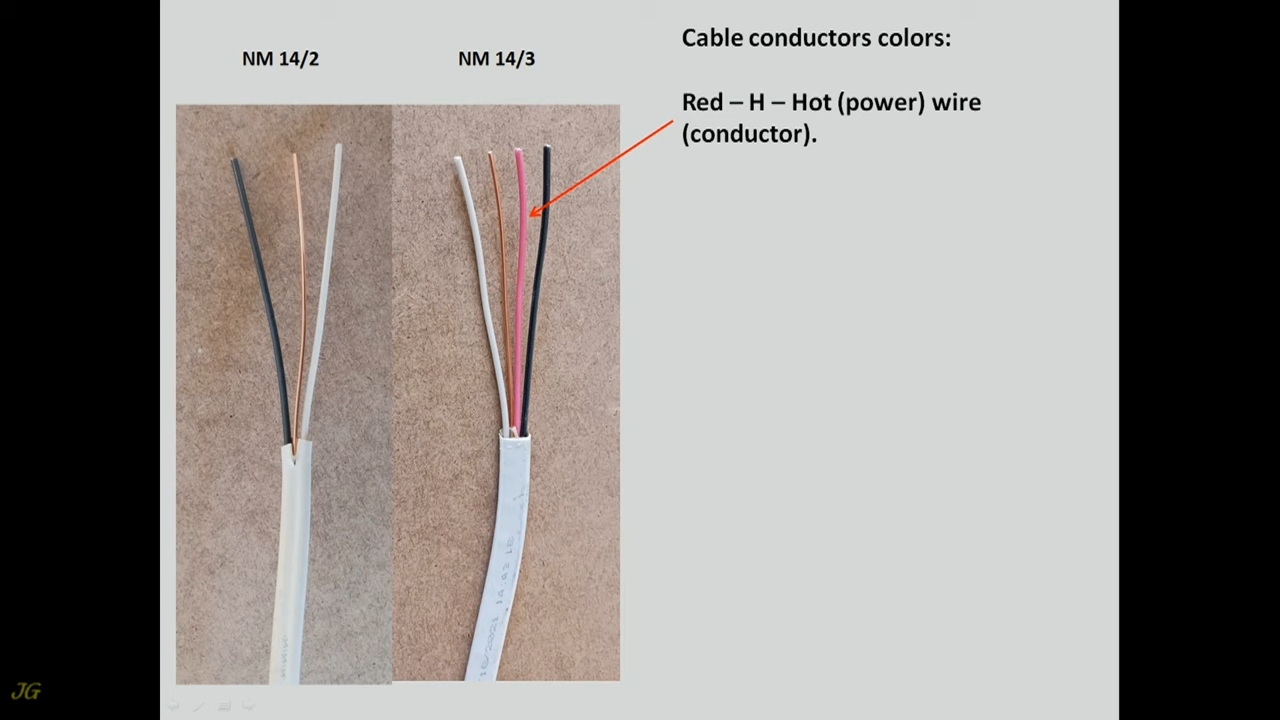 NM 14/2
NM 14/3
Cable conductors colors:
Red – H – Hot (power) wire
(conductor).
JG